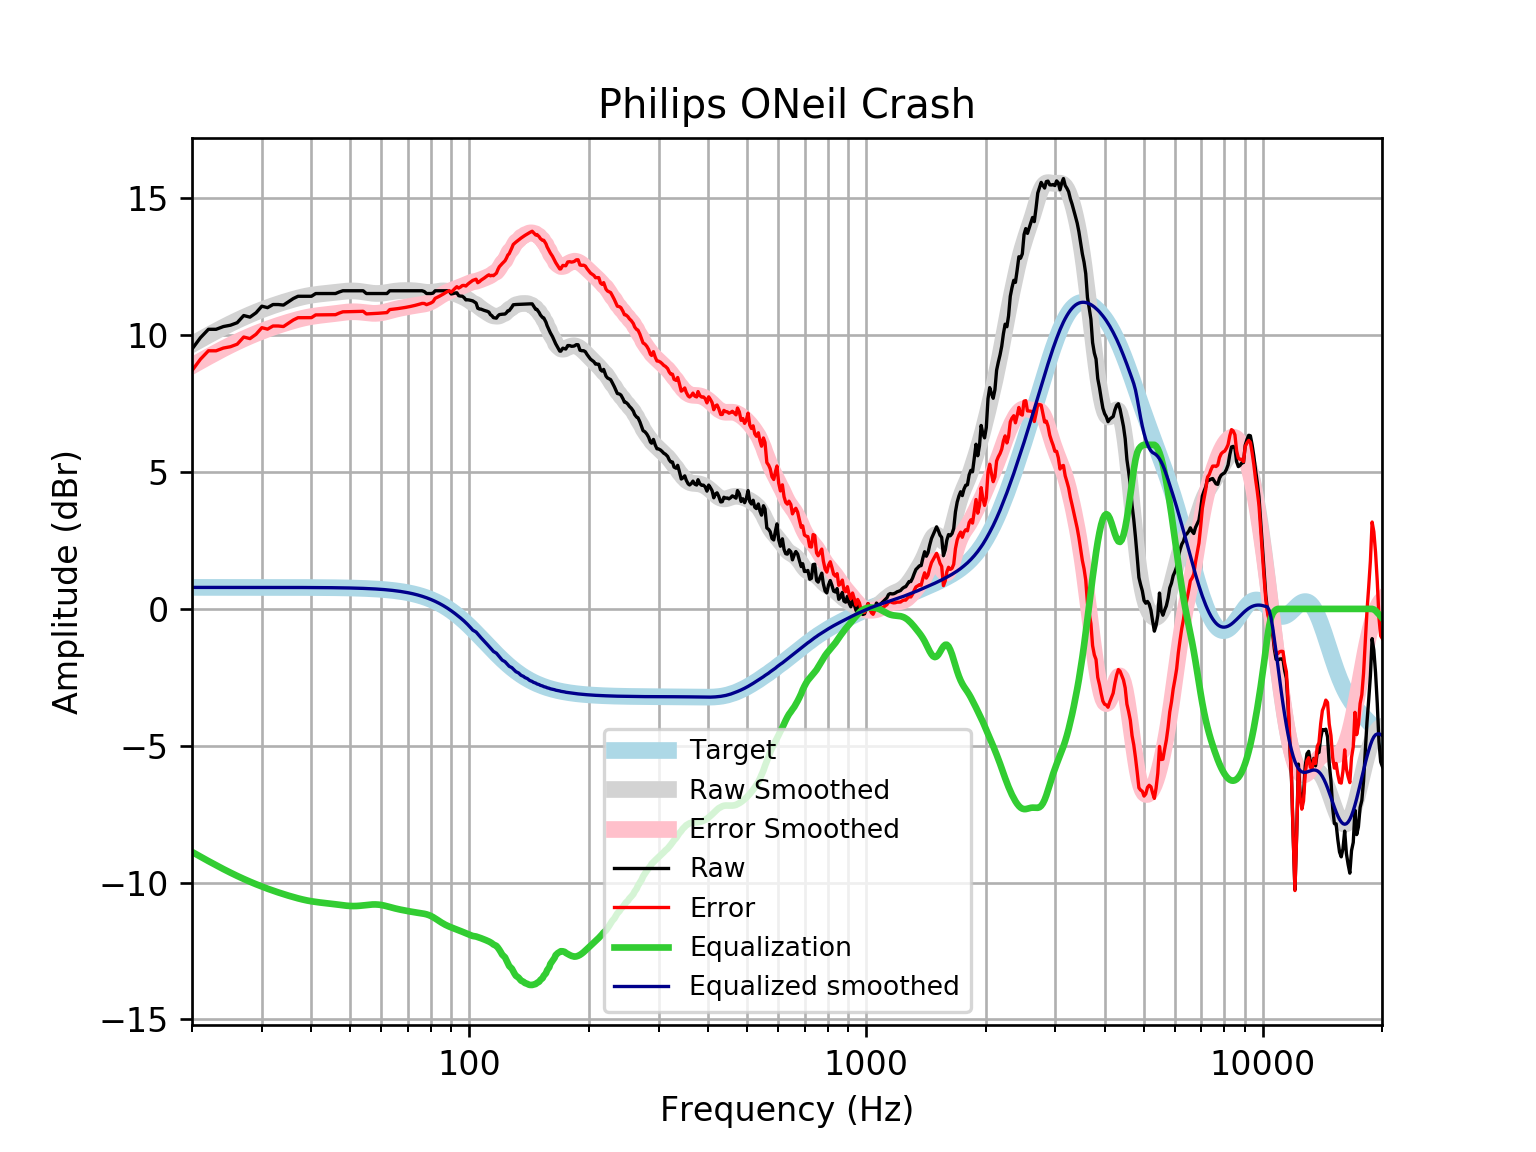 Philips ONeil Crash
Amplitude (dBr)
15
10
5
0
−5
−10
−15
Target
Raw Smoothed
Error Smoothed
Raw
Error
Equalization
Equalized smoothed
100
1000
10000
Frequency (Hz)